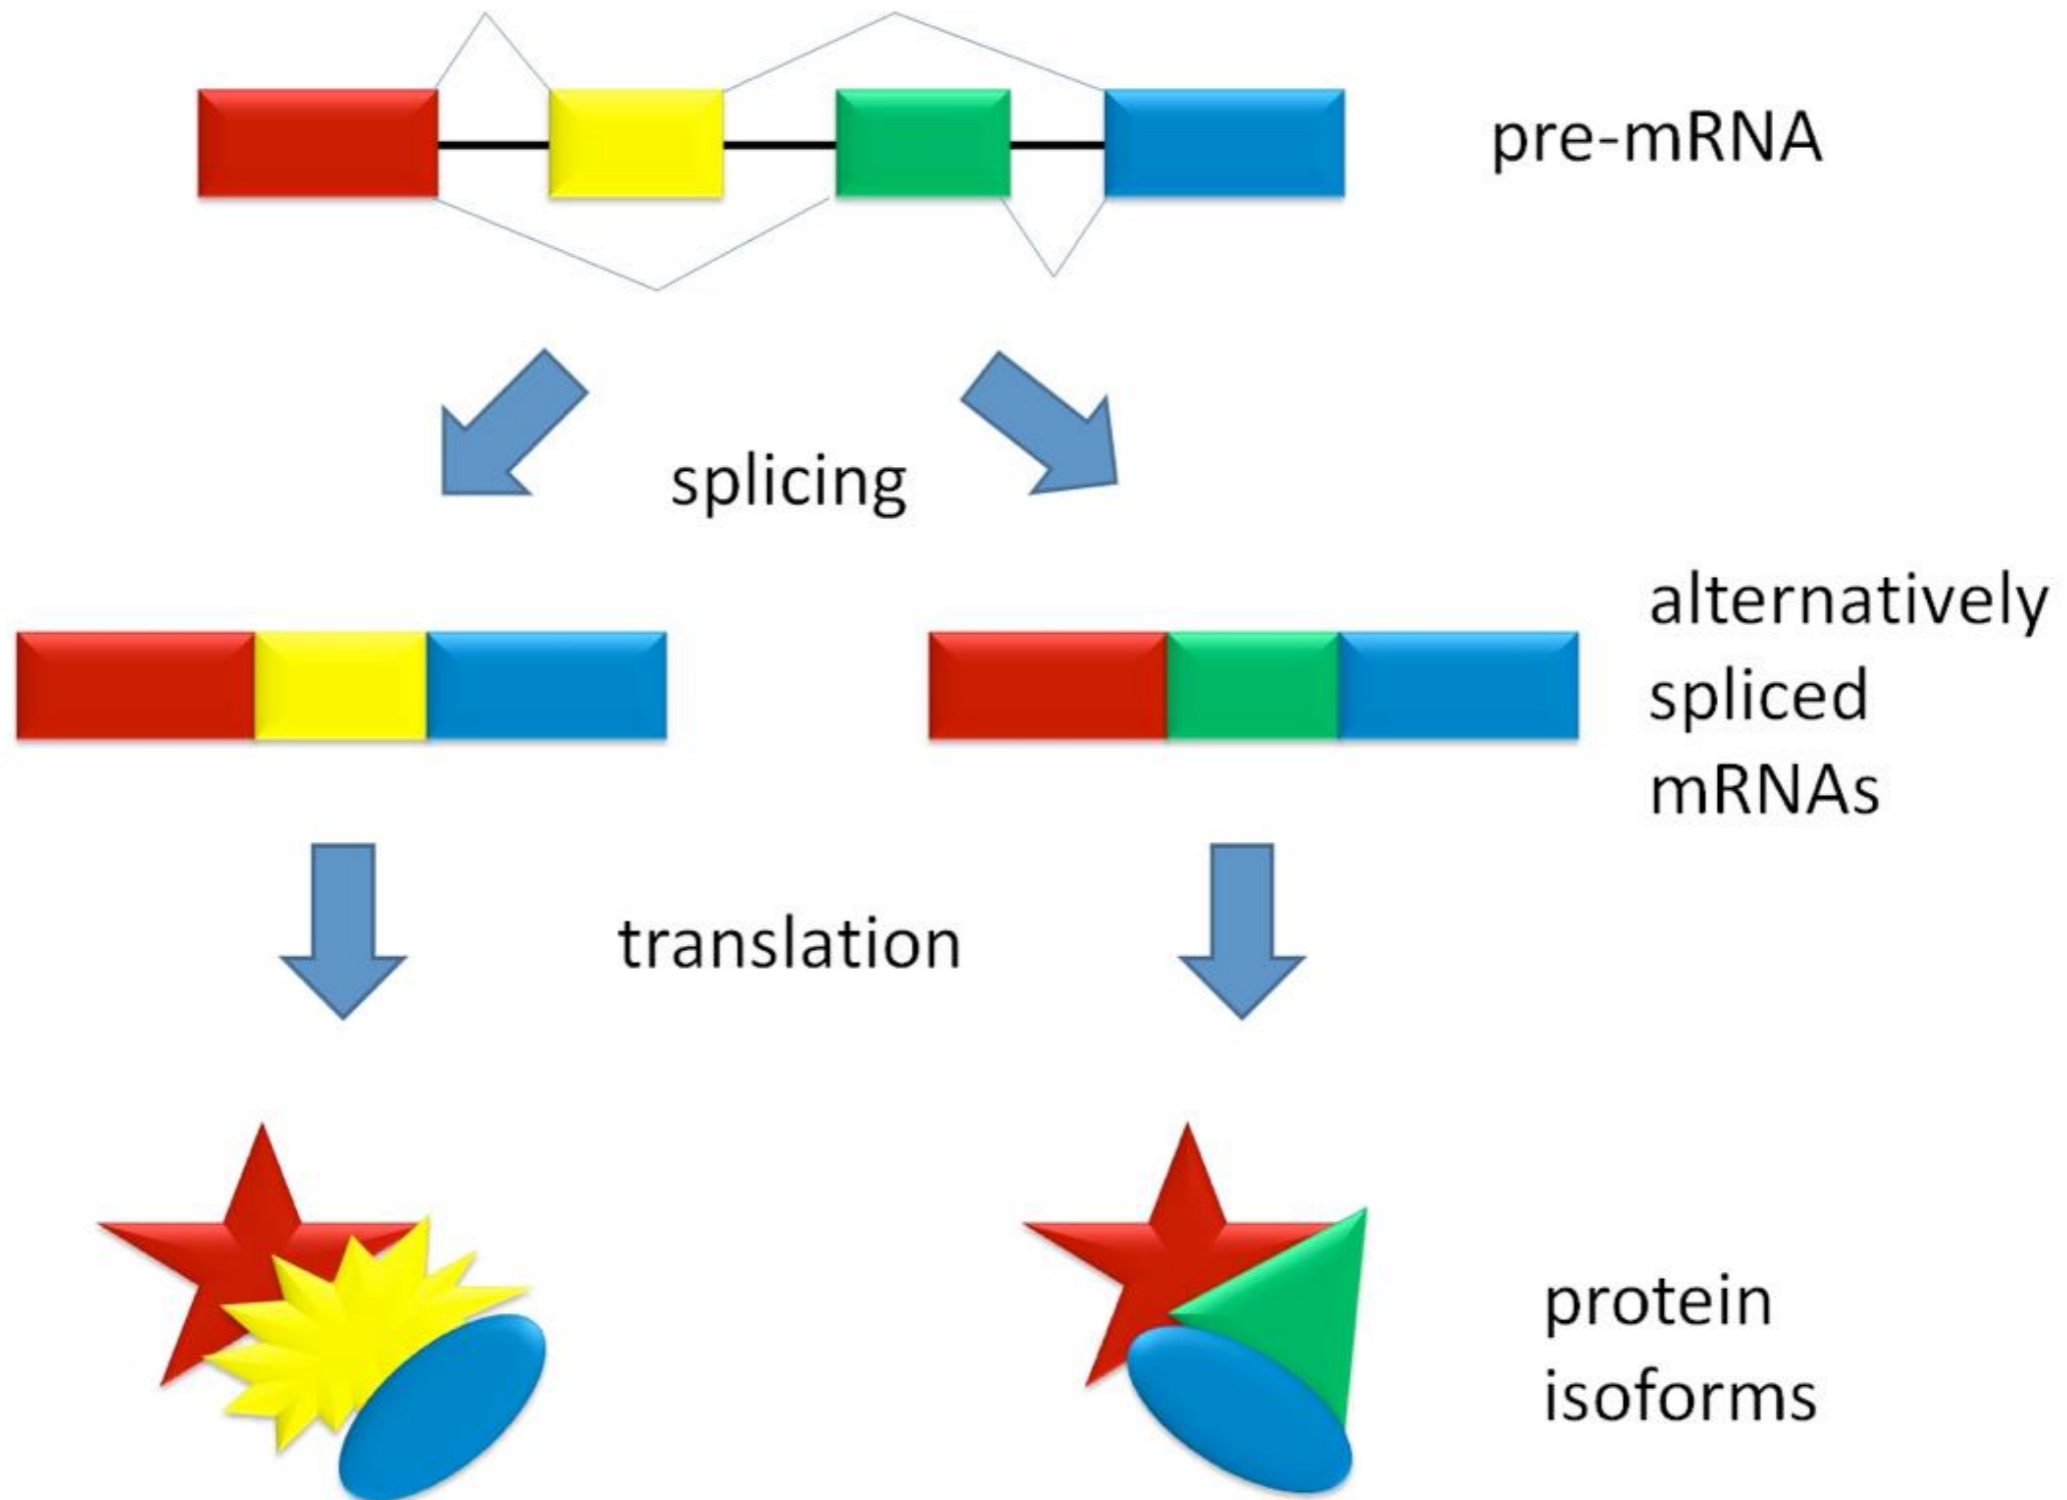 pre-mRNA
splicing
alternatively
spliced
mRNAs
translation
protein
isoforms